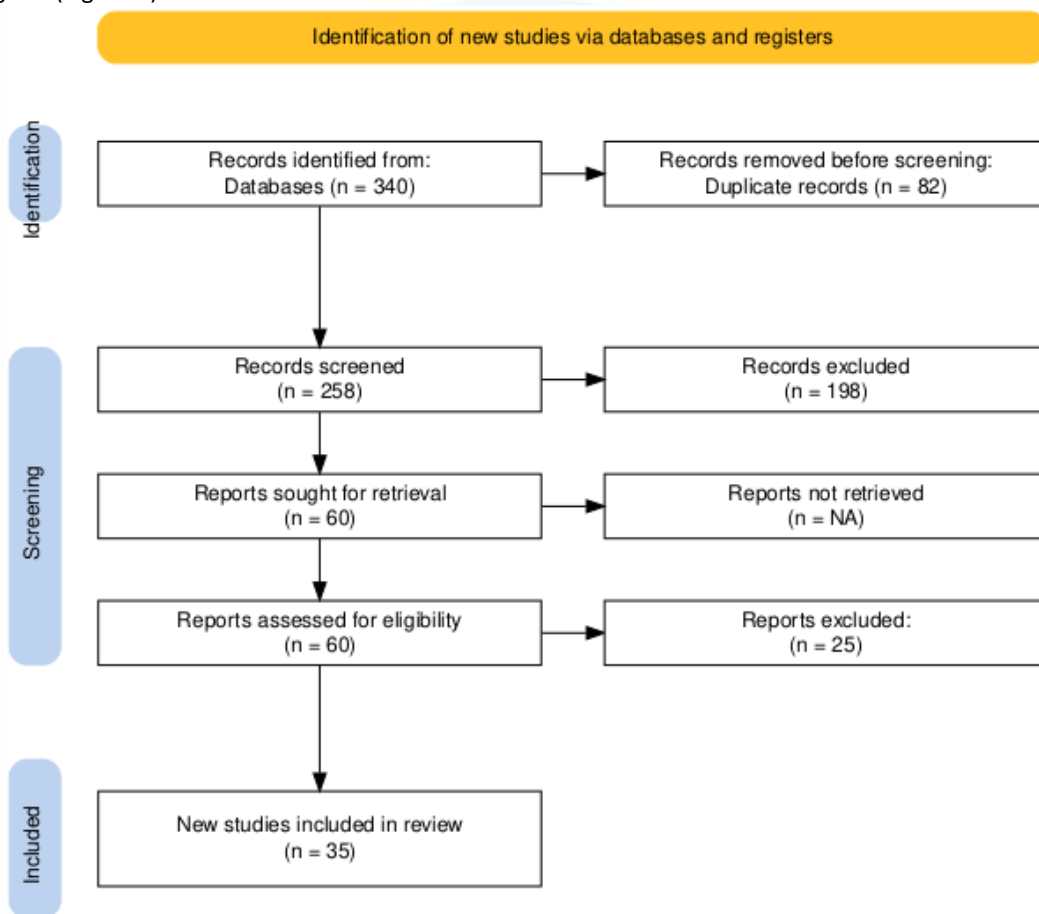 Identification of new studies via databases and registers
Identification
Records identified from:
Databases (n = 340)
Records removed before screening:
Duplicate records (n = 82)
Screening
Records screened
(n = 258)
Records excluded
(n = 198)
Reports sought for retrieval
(n = 60)
Reports not retrieved
(n = NA)
Reports assessed for eligibility
(n = 60)
Reports excluded:
(n = 25)
Included
New studies included in review
(n = 35)